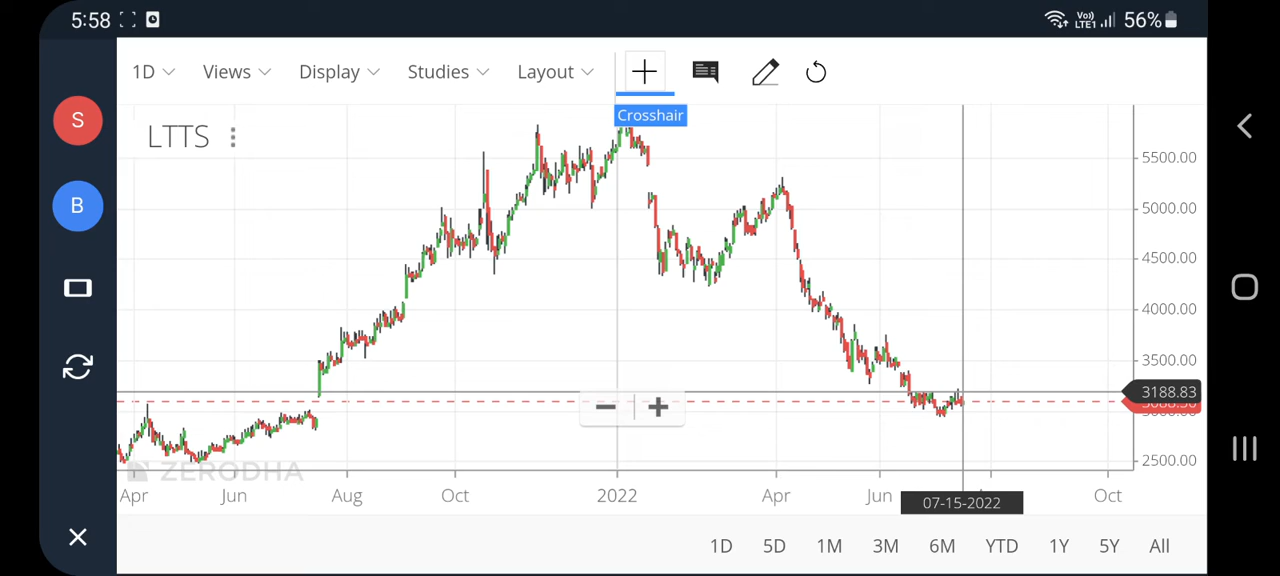 5:58 Vo)) LTE1 56%
1D Views Display Studies Layout
Crosshair
S
LTTS
B
5500.00
5000.00
4500.00
4000.00
3500.00
3188.83
2500.00
ZERODHA
Apr Jun Aug Oct 2022 Apr Jun Oct
07-15-2022
1D 5D 1M 3M 6M YTD 1Y 5Y All